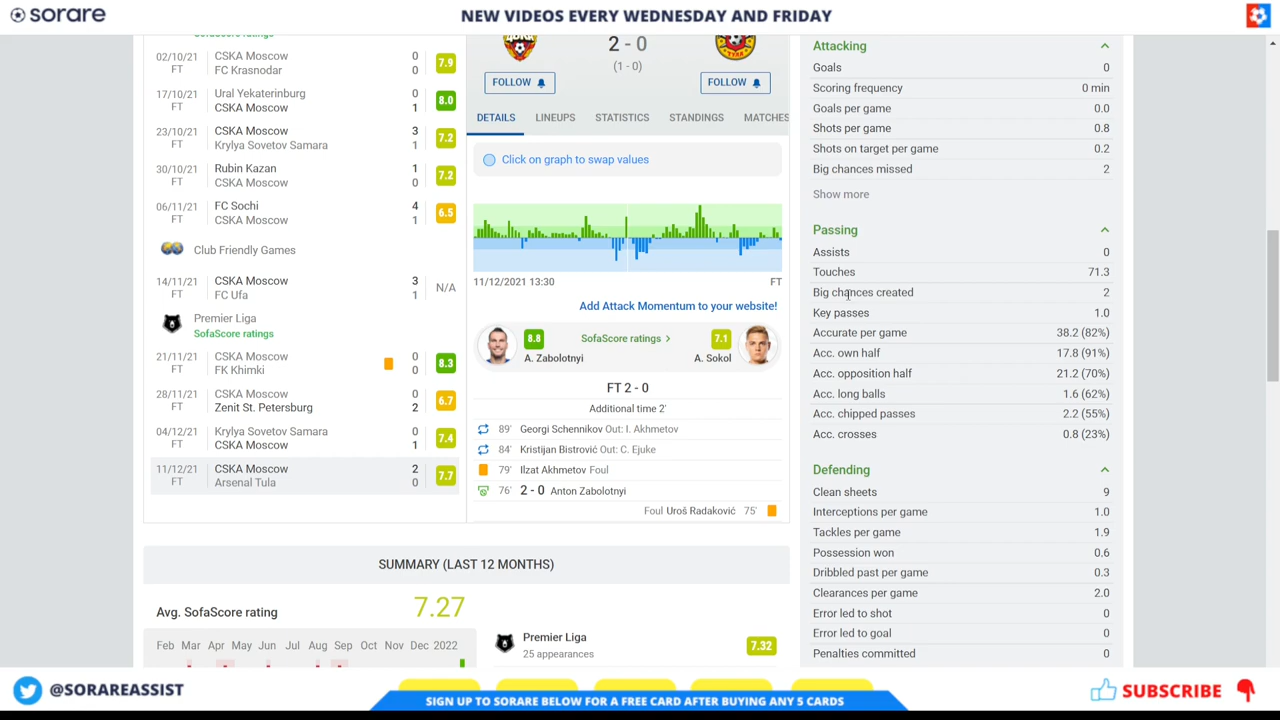 sorare
NEW VIDEOS EVERY WEDNESDAY AND FRIDAY
02/10/21 CSKA Moscow 0
FT FC Krasnodar 0 7.9
17/10/21 Ural Yekaterinburg 0
FT CSKA Moscow 1 8.0
23/10/21 CSKA Moscow 3
FT Krylya Sovetov Samara 1 7.2
30/10/21 Rubin Kazan 1
FT CSKA Moscow 0 7.2
06/11/21 FC Sochi 4
FT CSKA Moscow 1 6.5
Club Friendly Games
14/11/21 CSKA Moscow 3
FT FC Ufa 1 N/A
Premier Liga
SofaScore ratings
21/11/21 CSKA Moscow 0
FT FK Khimki 0 8.3
28/11/21 CSKA Moscow 0
FT Zenit St. Petersburg 2 6.7
04/12/21 Krylya Sovetov Samara 0
FT CSKA Moscow 1 7.4
11/12/21 CSKA Moscow 2
FT Arsenal Tula 0 7.7
2 - 0
(1 - 0)
FOLLOW FOLLOW
DETAILS LINEUPS STATISTICS STANDINGS MATCHES
Click on graph to swap values
11/12/2021 13:30 FT
Add Attack Momentum to your website!
8.8 SofaScore ratings > 7.1
A. Zabolotnyi A. Sokol
FT 2 - 0
Additional time 2'
89' Georgi Schennikov Out: I. Akhmetov
84' Kristijan Bistrović Out: C. Ejuke
79' Ilzat Akhmetov Foul
76' 2 - 0 Anton Zabolotnyi
Foul Uroš Radaković 75'
SUMMARY (LAST 12 MONTHS)
Avg. SofaScore rating 7.27
Feb Mar Apr May Jun Jul Aug Sep Oct Nov Dec 2022
Premier Liga
25 appearances 7.32
Attacking
Goals 0
Scoring frequency 0 min
Goals per game 0.0
Shots per game 0.8
Shots on target per game 0.2
Big chances missed 2
Show more
Passing
Assists 0
Touches 71.3
Big chances created 2
Key passes 1.0
Accurate per game 38.2 (82%)
Acc. own half 17.8 (91%)
Acc. opposition half 21.2 (70%)
Acc. long balls 1.6 (62%)
Acc. chipped passes 2.2 (55%)
Acc. crosses 0.8 (23%)
Defending
Clean sheets 9
Interceptions per game 1.0
Tackles per game 1.9
Possession won 0.6
Dribbled past per game 0.3
Clearances per game 2.0
Error led to shot 0
Error led to goal 0
Penalties committed 0
@SORAREASSIST
SIGN UP TO SORARE BELOW FOR A FREE CARD AFTER BUYING ANY 5 CARDS
SUBSCRIBE